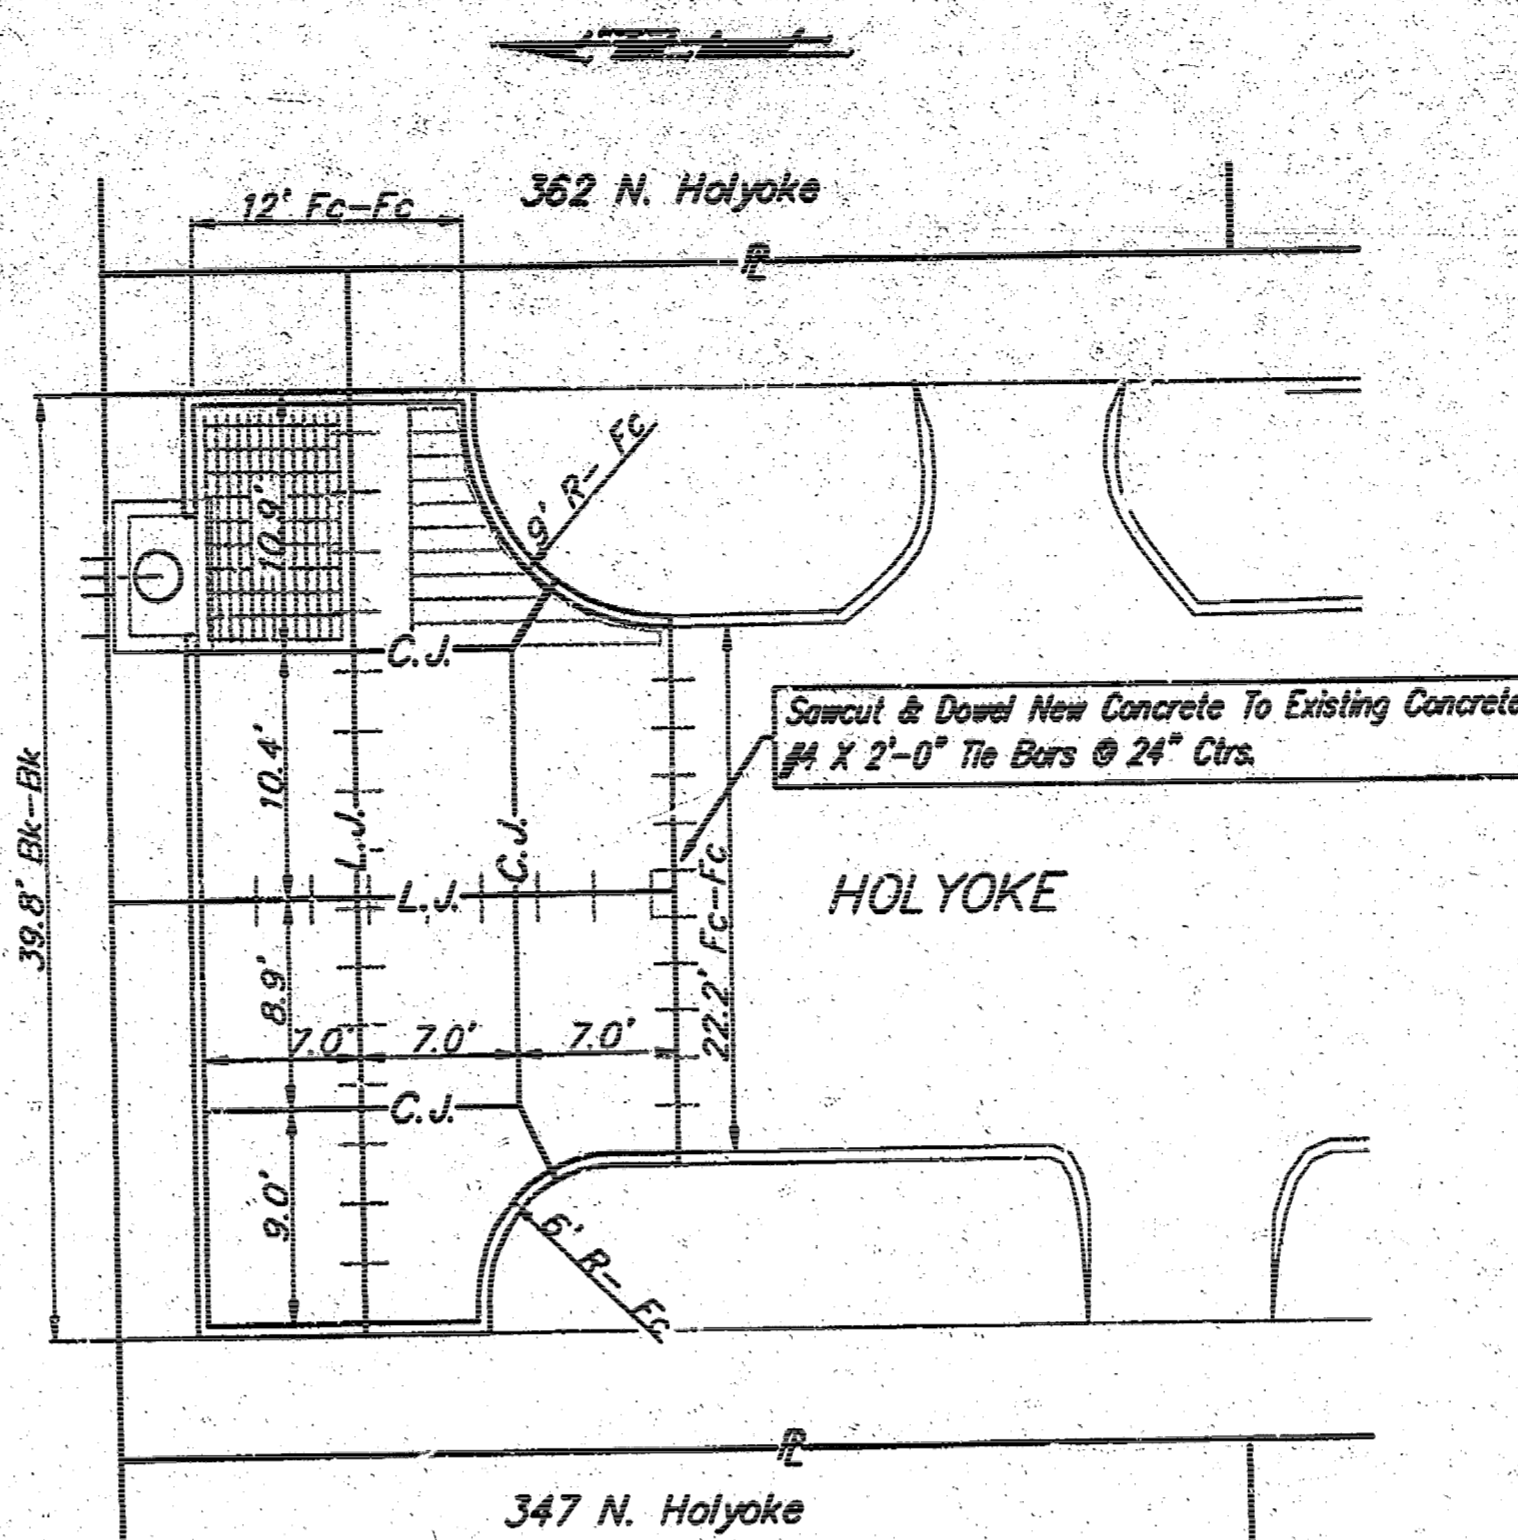 362 N. Holyoke
12' Fc-Fc
PL
9' R- Fc
10.9'
C.J.
Sawcut & Dowel New Concrete To Existing Concrete
#4 X 2'-0" Tie Bars @ 24" Ctrs.
10.4'
L.J.
C.J.
39.8' Bk-Bk
L.J.
HOLYOKE
22.2' Fc-Fc
8.9'
7.0'
7.0'
7.0'
C.J.
9.0'
6' R- Fc
PL
347 N. Holyoke